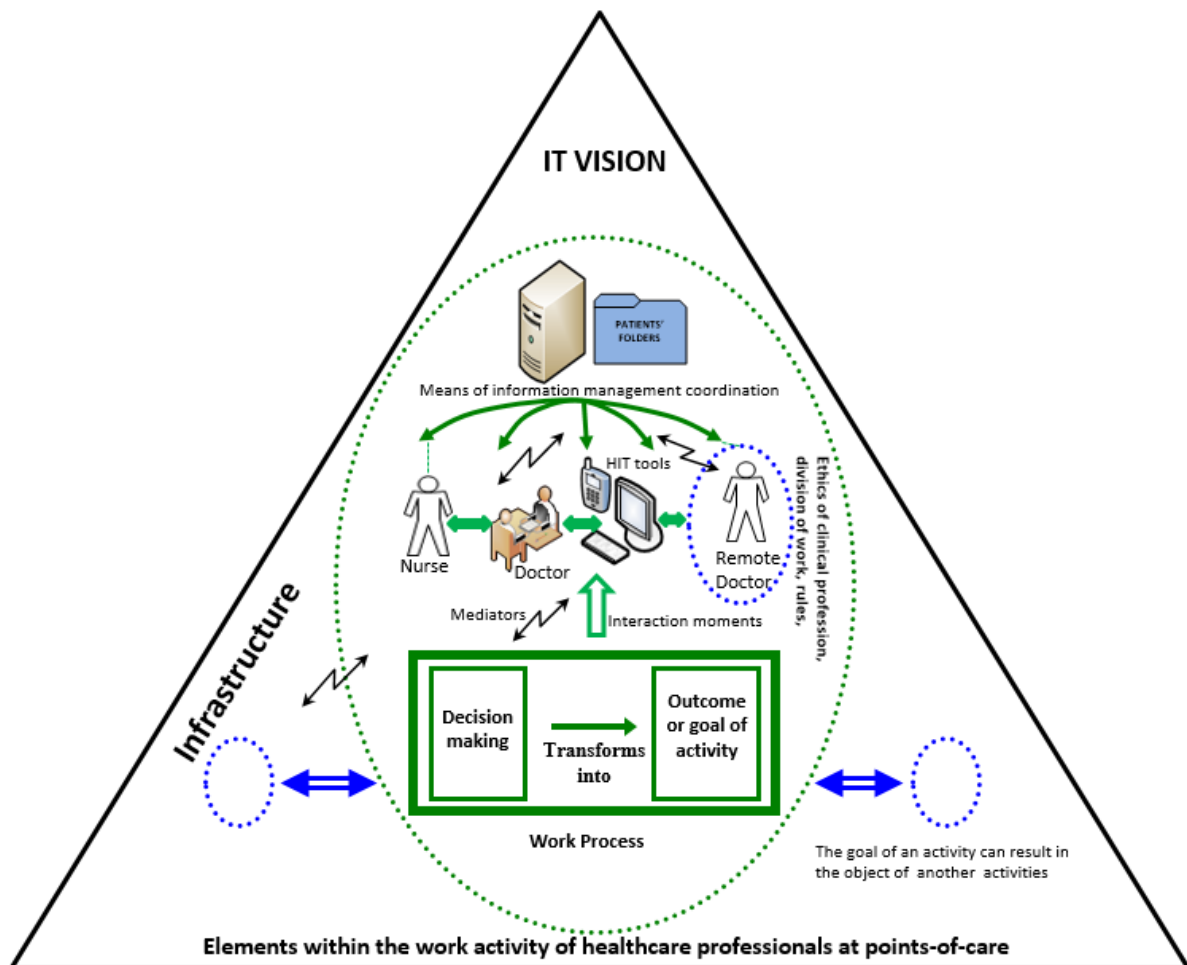 IT VISION
PATIENTS'
FOLDERS
Means of information management coordination
HIT tools
Nurse
Doctor
Remote
Doctor
Ethics of clinical profession,
division of work, rules,
Mediators
Interaction moments
Infrastructure
Decision
making
Transforms
into
Outcome
or goal of
activity
Work Process
The goal of an activity can result in
the object of another activities
Elements within the work activity of healthcare professionals at points-of-care